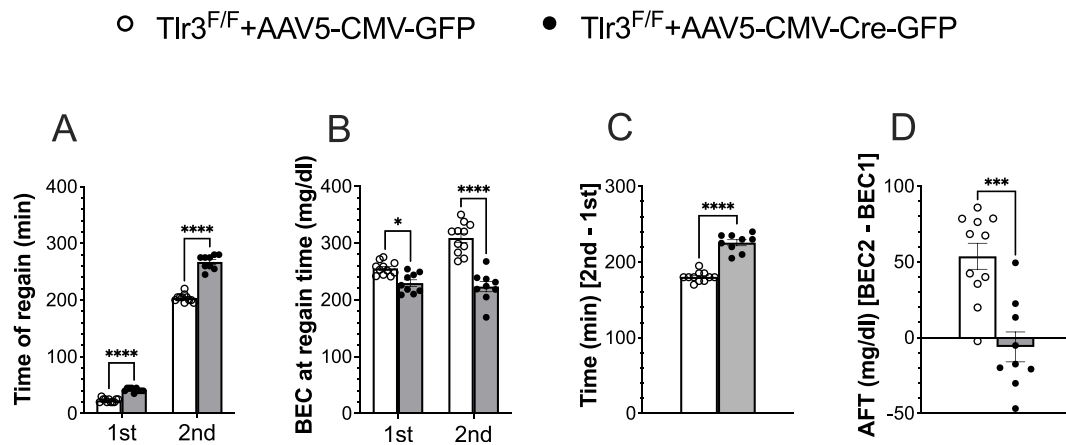 ○ Tlr3F/F+AAV5-CMV-GFP ● Tlr3F/F+AAV5-CMV-Cre-GFP
A
Time of regain (min)
400
300
200
100
0
****
****
1st 2nd
B
BEC at regain time (mg/dl)
400
300
200
100
0
*
****
1st 2nd
C
Time (min) [2nd - 1st]
300
200
100
0
****
D
AFT (mg/dl) [BEC2 - BEC1]
100
50
0
-50
***